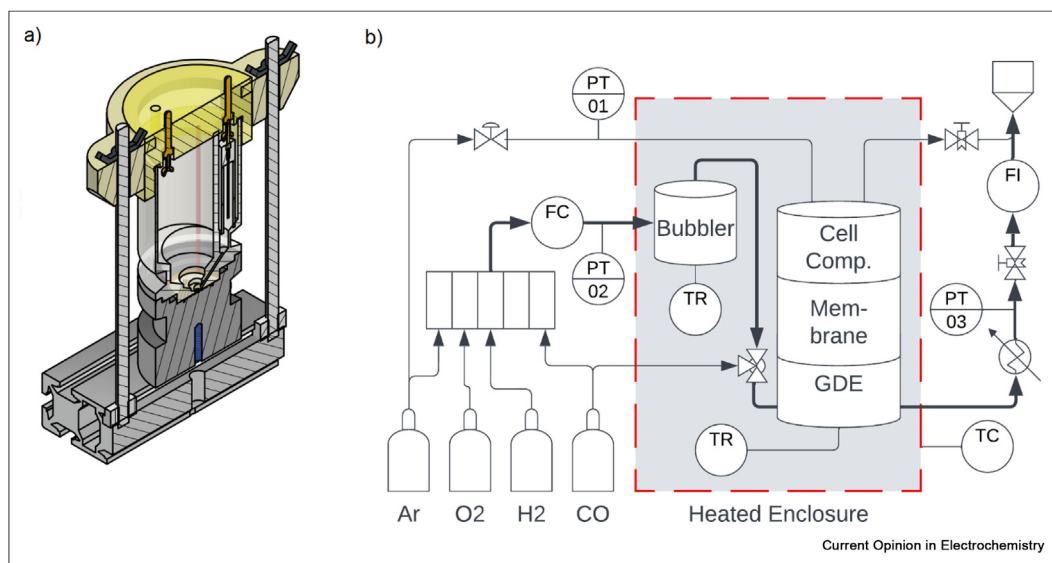 a)
b)
PT
01
FC
PT
02
Bubbler
TR
Cell
Comp.
Mem-
brane
GDE
TR
FI
PT
03
TC
Ar
O2
H2
CO
Heated Enclosure
Current Opinion in Electrochemistry